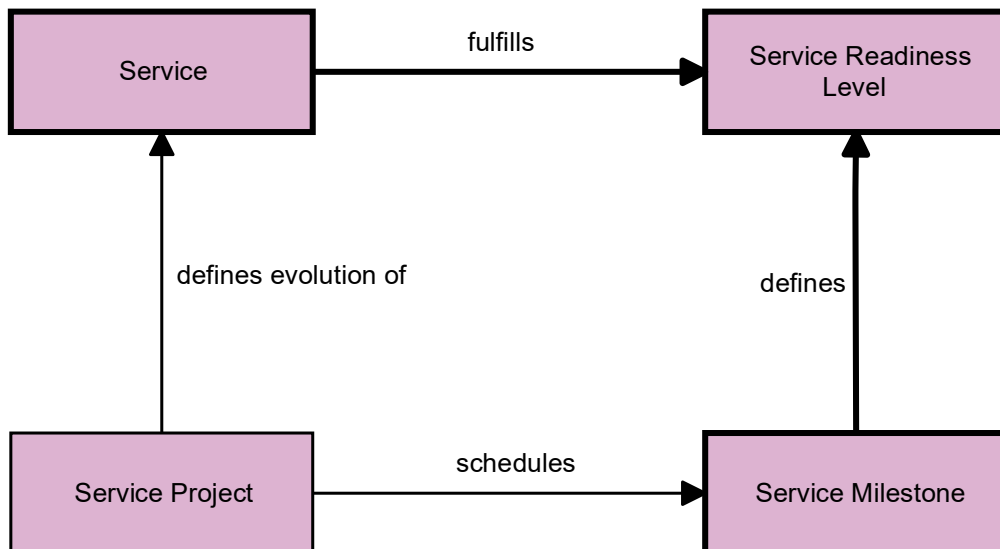 fulfills
Service
Service Readiness
Level
defines evolution of
defines
schedules
Service Project
Service Milestone